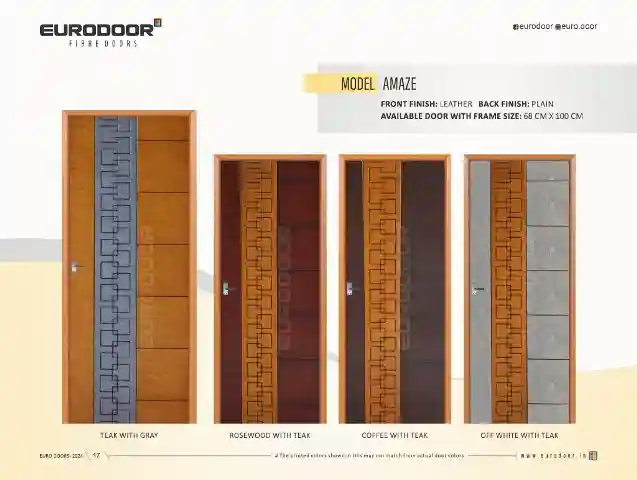 EURODOOR
FIBRE DOORS
eurodoor euro.door
MODEL AMAZE
FRONT FINISH: LEATHER BACK FINISH: PLAIN
AVAILABLE DOOR WITH FRAME SIZE: 68 CM X 100 CM
EURODOOR
EURODOOR
EURODOOR
TEAK WITH GRAY
ROSEWOOD WITH TEAK
COFFEE WITH TEAK
OFF WHITE WITH TEAK
EURO DOORS-2024 17
# The printed colors shown in this may not match from actual door colors
www.eurodoor.in